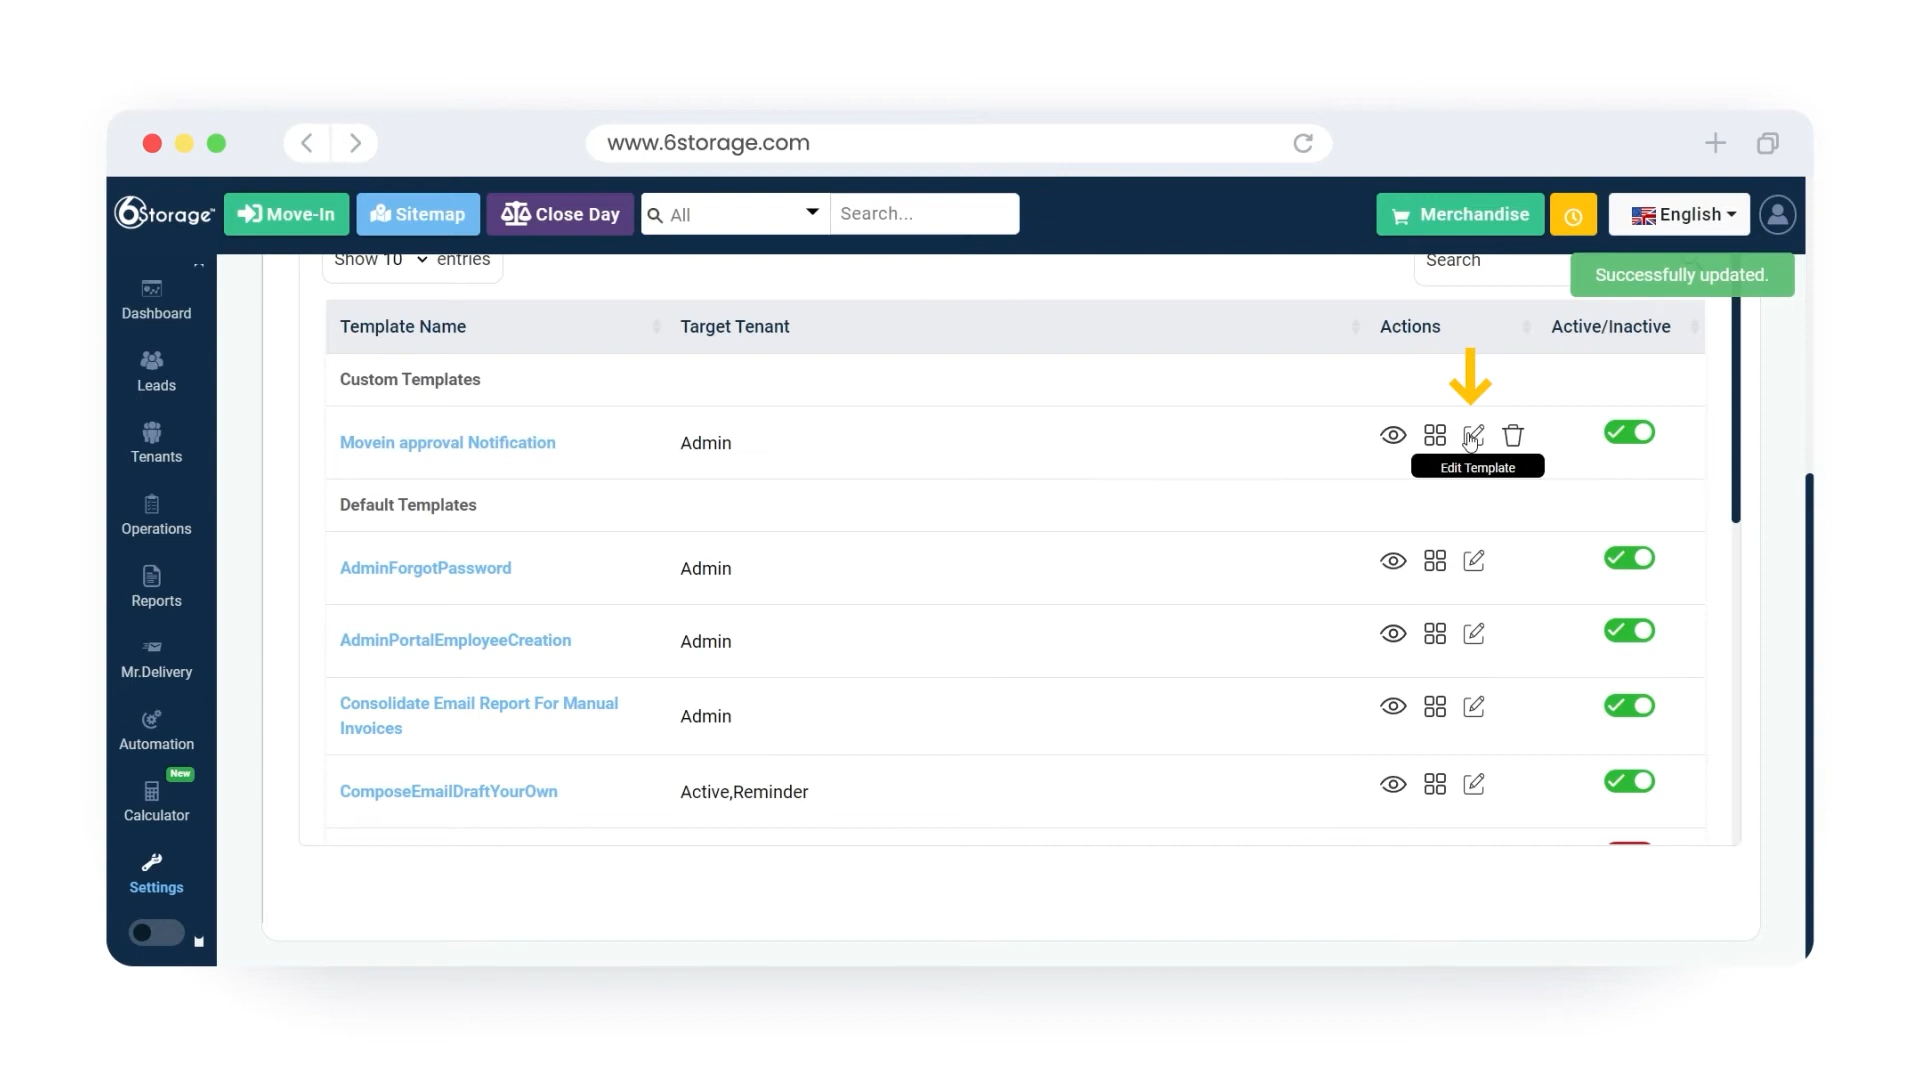 www.6storage.com
6Storage™
Move-In
Sitemap
Close Day
All
Search...
Merchandise
English
Show 10 entries
Search
Successfully updated.
Dashboard
Leads
Tenants
Operations
Reports
Mr.Delivery
Automation
New
Calculator
Settings
Template Name
Target Tenant
Actions
Active/Inactive
Custom Templates
Movein approval Notification
Admin
Edit Template
Default Templates
AdminForgotPassword
Admin
AdminPortalEmployeeCreation
Admin
Consolidate Email Report For Manual
Invoices
Admin
ComposeEmailDraftYourOwn
Active,Reminder